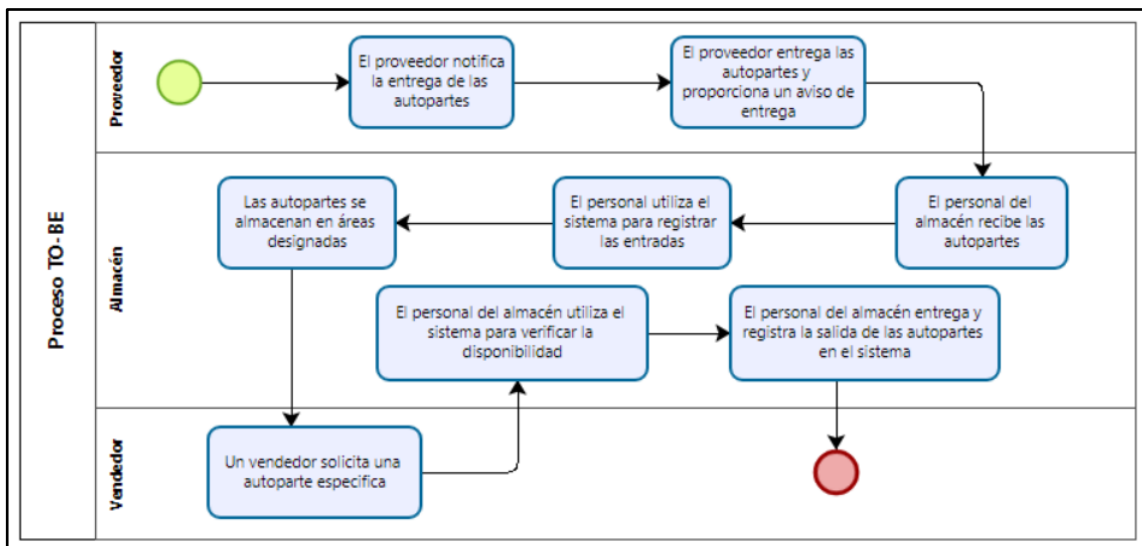 Proceso TO-BE
Proveedor
El proveedor notifica
la entrega de las
autopartes
El proveedor entrega las
autopartes y
proporciona un aviso de
entrega
Almacén
Las autopartes se
almacenan en áreas
designadas
El personal utiliza el
sistema para registrar
las entradas
El personal del
almacén recibe las
autopartes
El personal del almacén utiliza el
sistema para verificar la
disponibilidad
El personal del almacén entrega y
registra la salida de las autopartes
en el sistema
Vendedor
Un vendedor solicita una
autoparte especifica